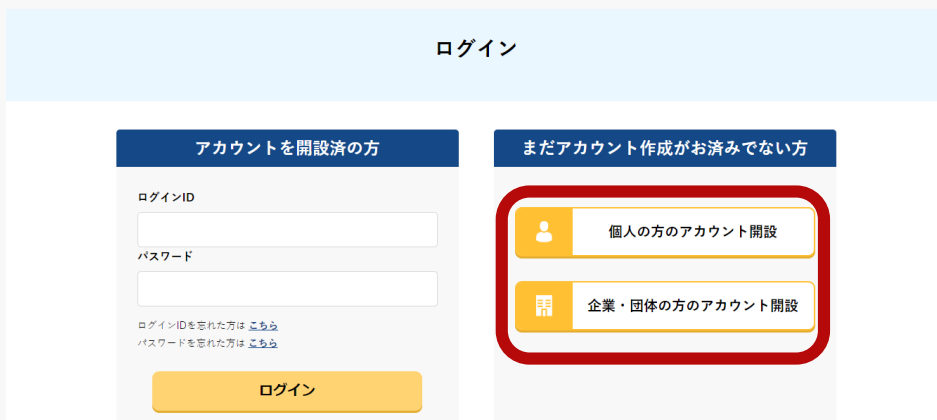 ログイン
アカウントを開設済の方
ログインID
パスワード
ログインIDを忘れた方は こちら
パスワードを忘れた方は こちら
ログイン
まだアカウント作成がお済みでない方
個人の方のアカウント開設
企業・団体の方のアカウント開設